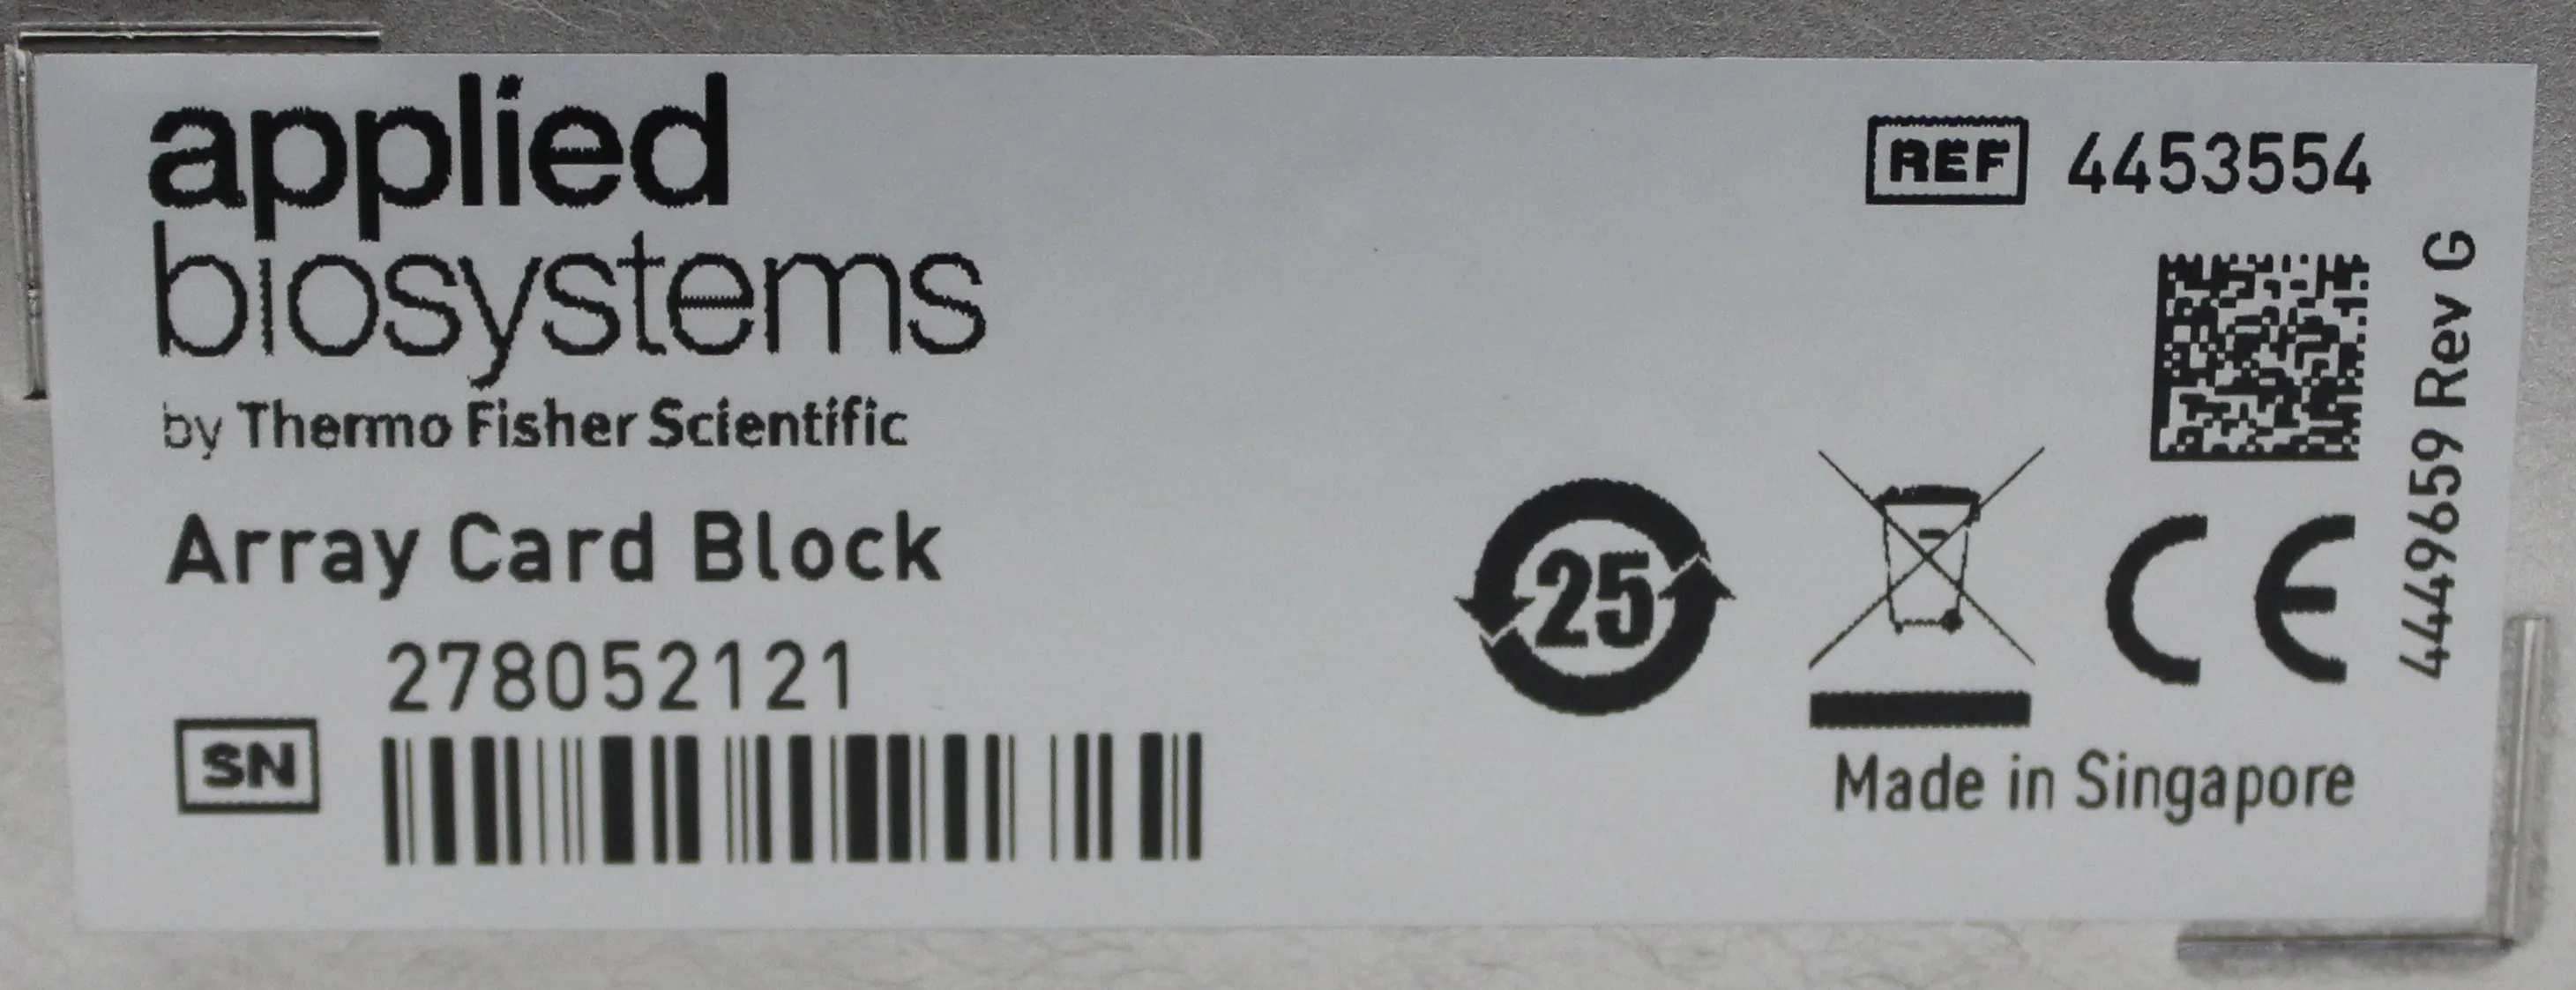 applied
biosystems
by Thermo Fisher Scientific
Array Card Block
278052121
SN
REF 4453554
4449659 Rev G
25
CE
Made in Singapore